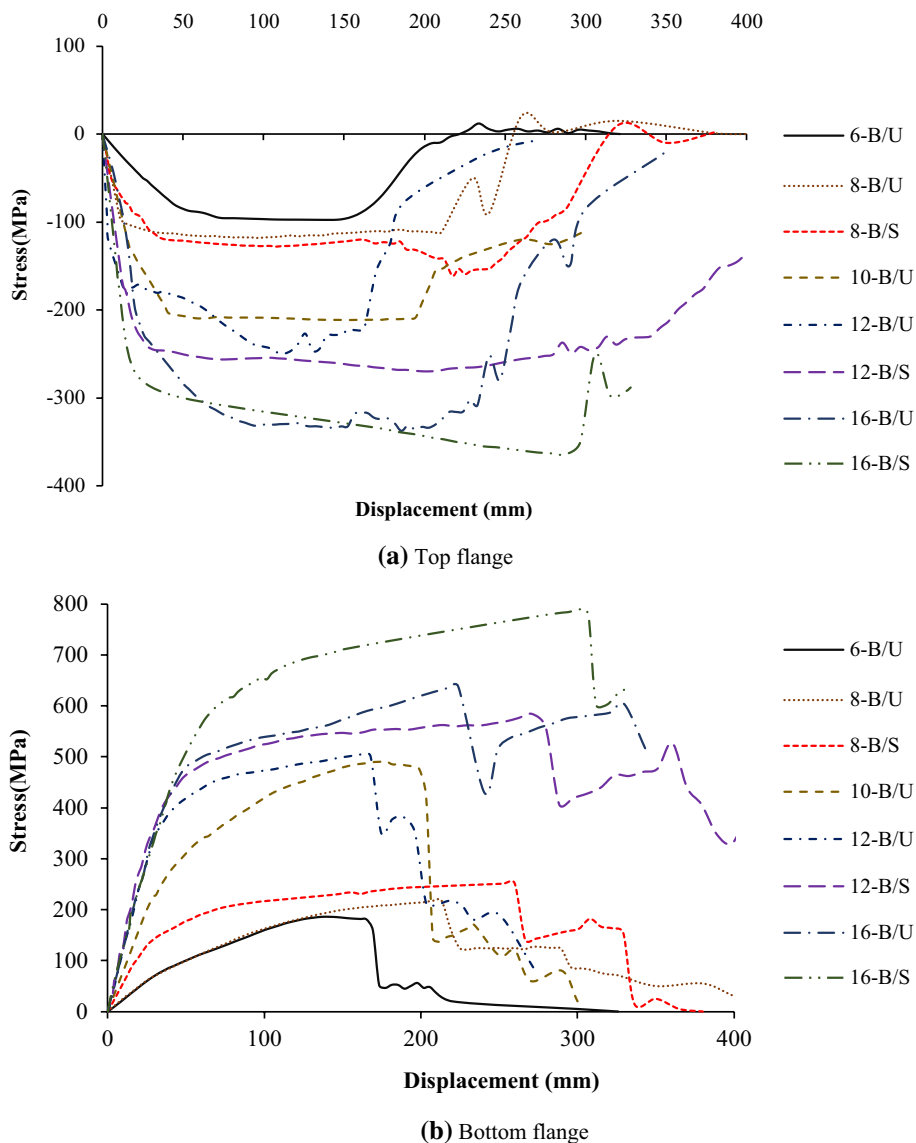 0 50 100 150 200 250 300 350 400
100
0
-100
-200
-300
-400
Stress(MPa)
Displacement (mm)
6-B/U
8-B/U
8-B/S
10-B/U
12-B/U
12-B/S
16-B/U
16-B/S
(a) Top flange
800
700
600
500
400
300
200
100
0
Stress(MPa)
0 100 200 300 400
Displacement (mm)
6-B/U
8-B/U
8-B/S
10-B/U
12-B/U
12-B/S
16-B/U
16-B/S
(b) Bottom flange